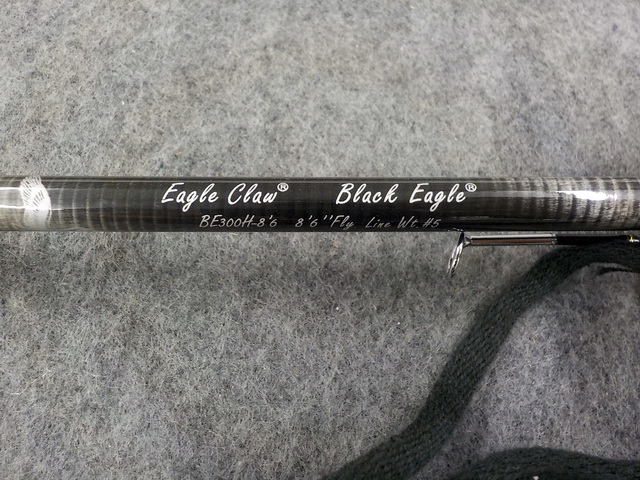 Eagle Claw® Black Eagle®
BE300H-8'6 8'6"Fly Line Wt. #5